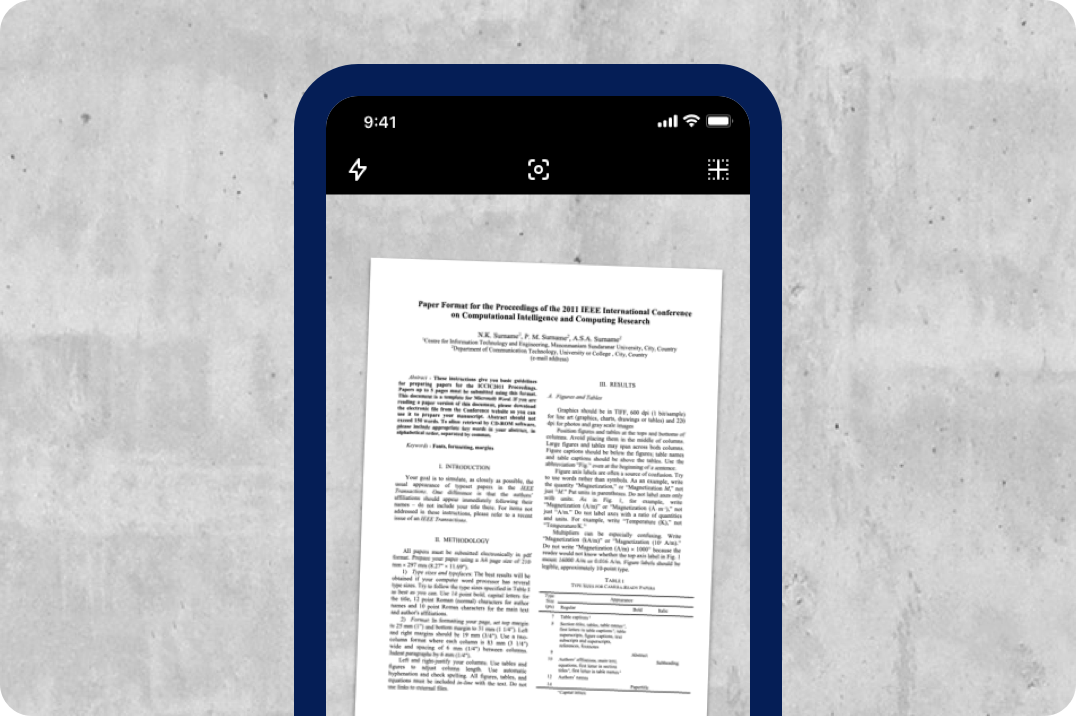 9:41
Paper Format for the Proceedings of the 2011 IEEE International Conference
on Computational Intelligence and Computing Research
N.K. Surname¹, P. M. Surname², A.S.A. Surname²
¹Centre for Information Technology and Engineering, Manonmaniam Sundaranar University, City, Country
²Department of Communication Technology, University or College , City, Country
(e-mail address)
Abstract - These instructions give you basic guidelines
for preparing papers for the ICCIC2011 Proceedings.
Papers up to 5 pages must be submitted using this format.
This document is a template for Microsoft Word. If you are
reading a paper version of this document, please download
the electronic file from the Conference website so you can
use it to prepare your manuscript. Abstract should not
exceed 150 words. To allow retrieval by CD-ROM software,
please include appropriate key words in your abstract, in
alphabetical order, separated by commas.
Keywords - Fonts, formatting, margins
I. INTRODUCTION
Your goal is to simulate, as closely as possible, the
usual appearance of typeset papers in the IEEE
Transactions. One difference is that the authors'
affiliations should appear immediately following their
names – do not include your title there. For items not
addressed in these instructions, please refer to a recent
issue of an IEEE Transactions.
II. METHODOLOGY
All papers must be submitted electronically in pdf
format. Prepare your paper using a A4 page size of 210
mm × 297 mm (8.27" × 11.69").
1) Type sizes and typefaces: The best results will be
obtained if your computer word processor has several
type sizes. Try to follow the type sizes specified in Table I
as best as you can. Use 14 point bold, capital letters for
the title, 12 point Roman (normal) characters for author
names and 10 point Roman characters for the main text
and author's affiliations.
2) Format: In formatting your page, set top margin
to 25 mm (1") and bottom margin to 31 mm (1 1/4"). Left
and right margins should be 19 mm (3/4"). Use a two-
column format where each column is 83 mm (3 1/4")
wide and spacing of 6 mm (1/4") between columns.
Indent paragraphs by 6 mm (1/4").
Left and right-justify your columns. Use tables and
figures to adjust column length. Use automatic
hyphenation and check spelling. All figures, tables, and
equations must be included in-line with the text. Do not
use links to external files.
III. RESULTS
A. Figures and Tables
Graphics should be in TIFF, 600 dpi (1 bit/sample)
for line art (graphics, charts, drawings or tables) and 220
dpi for photos and gray scale images.
Position figures and tables at the tops and bottoms of
columns. Avoid placing them in the middle of columns.
Large figures and tables may span across both columns.
Figure captions should be below the figures; table names
and table captions should be above the tables. Use the
abbreviation "Fig." even at the beginning of a sentence.
Figure axis labels are often a source of confusion. Try
to use words rather than symbols. As an example, write
the quantity "Magnetization," or "Magnetization M," not
just "M." Put units in parentheses. Do not label axes only
with units. As in Fig. 1, for example, write
"Magnetization (A/m)" or "Magnetization (A m⁻¹)," not
just "A/m." Do not label axes with a ratio of quantities
and units. For example, write "Temperature (K)," not
"Temperature/K."
Multipliers can be especially confusing. Write
"Magnetization (kA/m)" or "Magnetization (10³ A/m)."
Do not write "Magnetization (A/m) × 1000" because the
reader would not know whether the top axis label in Fig. 1
meant 16000 A/m or 0.016 A/m. Figure labels should be
legible, approximately 10-point type.
TABLE I
TYPE SIZES FOR CAMERA-READY PAPERS
Type
Size
(pts)
Appearance
Regular
Bold
Italic
7
Table captions
8
Section titles, tables, table names
first letters in table captions, table
superscripts, figure captions, text
subscripts and superscripts,
references, footnotes
9
Abstract
10
Authors' affiliations, main text,
equations, first letter in section
titles, first letter in table names
Subheading
12
Authors' names
14
Paper title